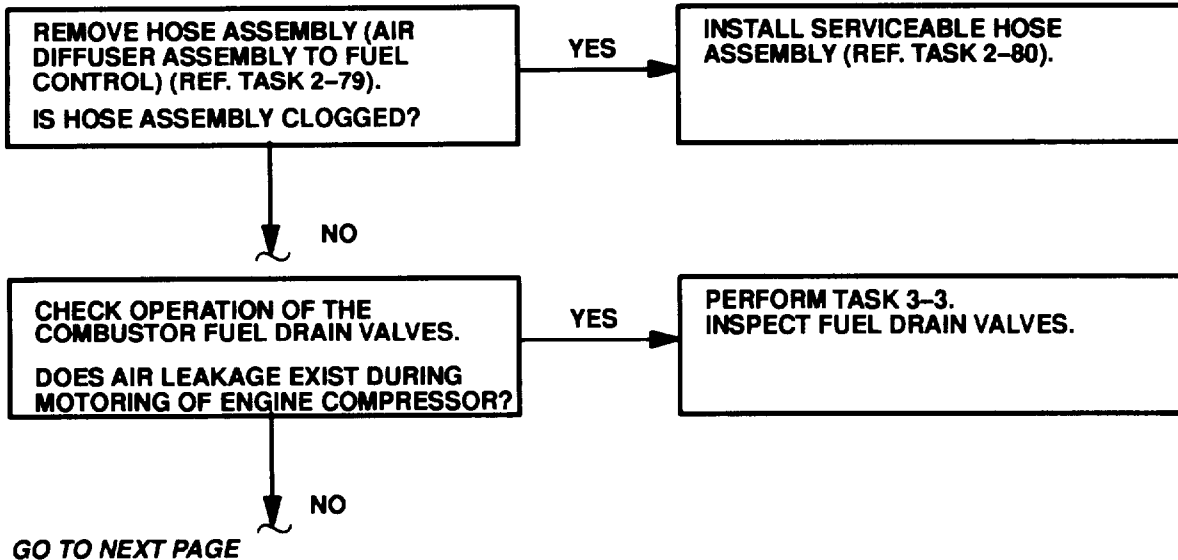 REMOVE HOSE ASSEMBLY (AIR
DIFFUSER ASSEMBLY TO FUEL
CONTROL) (REF. TASK 2–79).
IS HOSE ASSEMBLY CLOGGED?
YES
INSTALL SERVICEABLE HOSE
ASSEMBLY (REF. TASK 2–80).
NO
CHECK OPERATION OF THE
COMBUSTOR FUEL DRAIN VALVES.
DOES AIR LEAKAGE EXIST DURING
MOTORING OF ENGINE COMPRESSOR?
YES
PERFORM TASK 3–3.
INSPECT FUEL DRAIN VALVES.
NO
GO TO NEXT PAGE